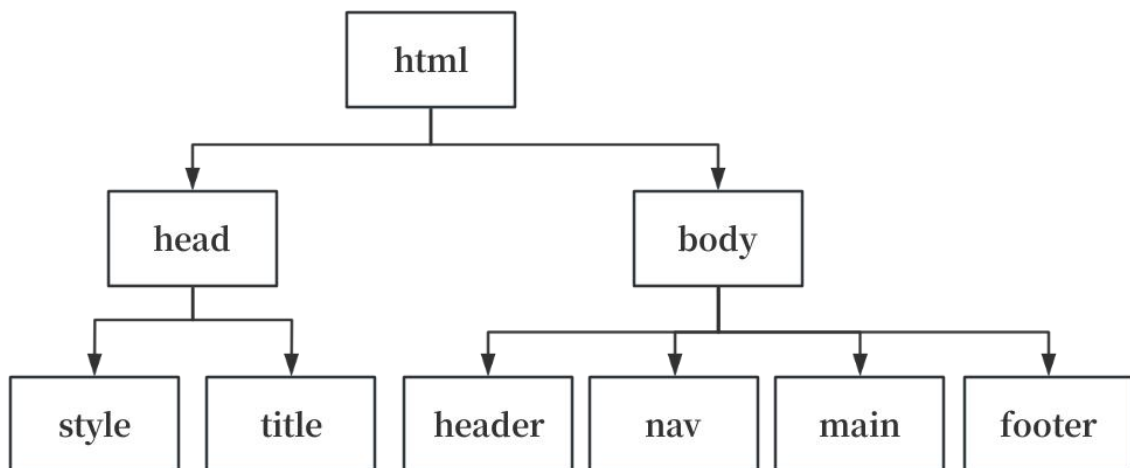 html
head
body
style
title
header
nav
main
footer